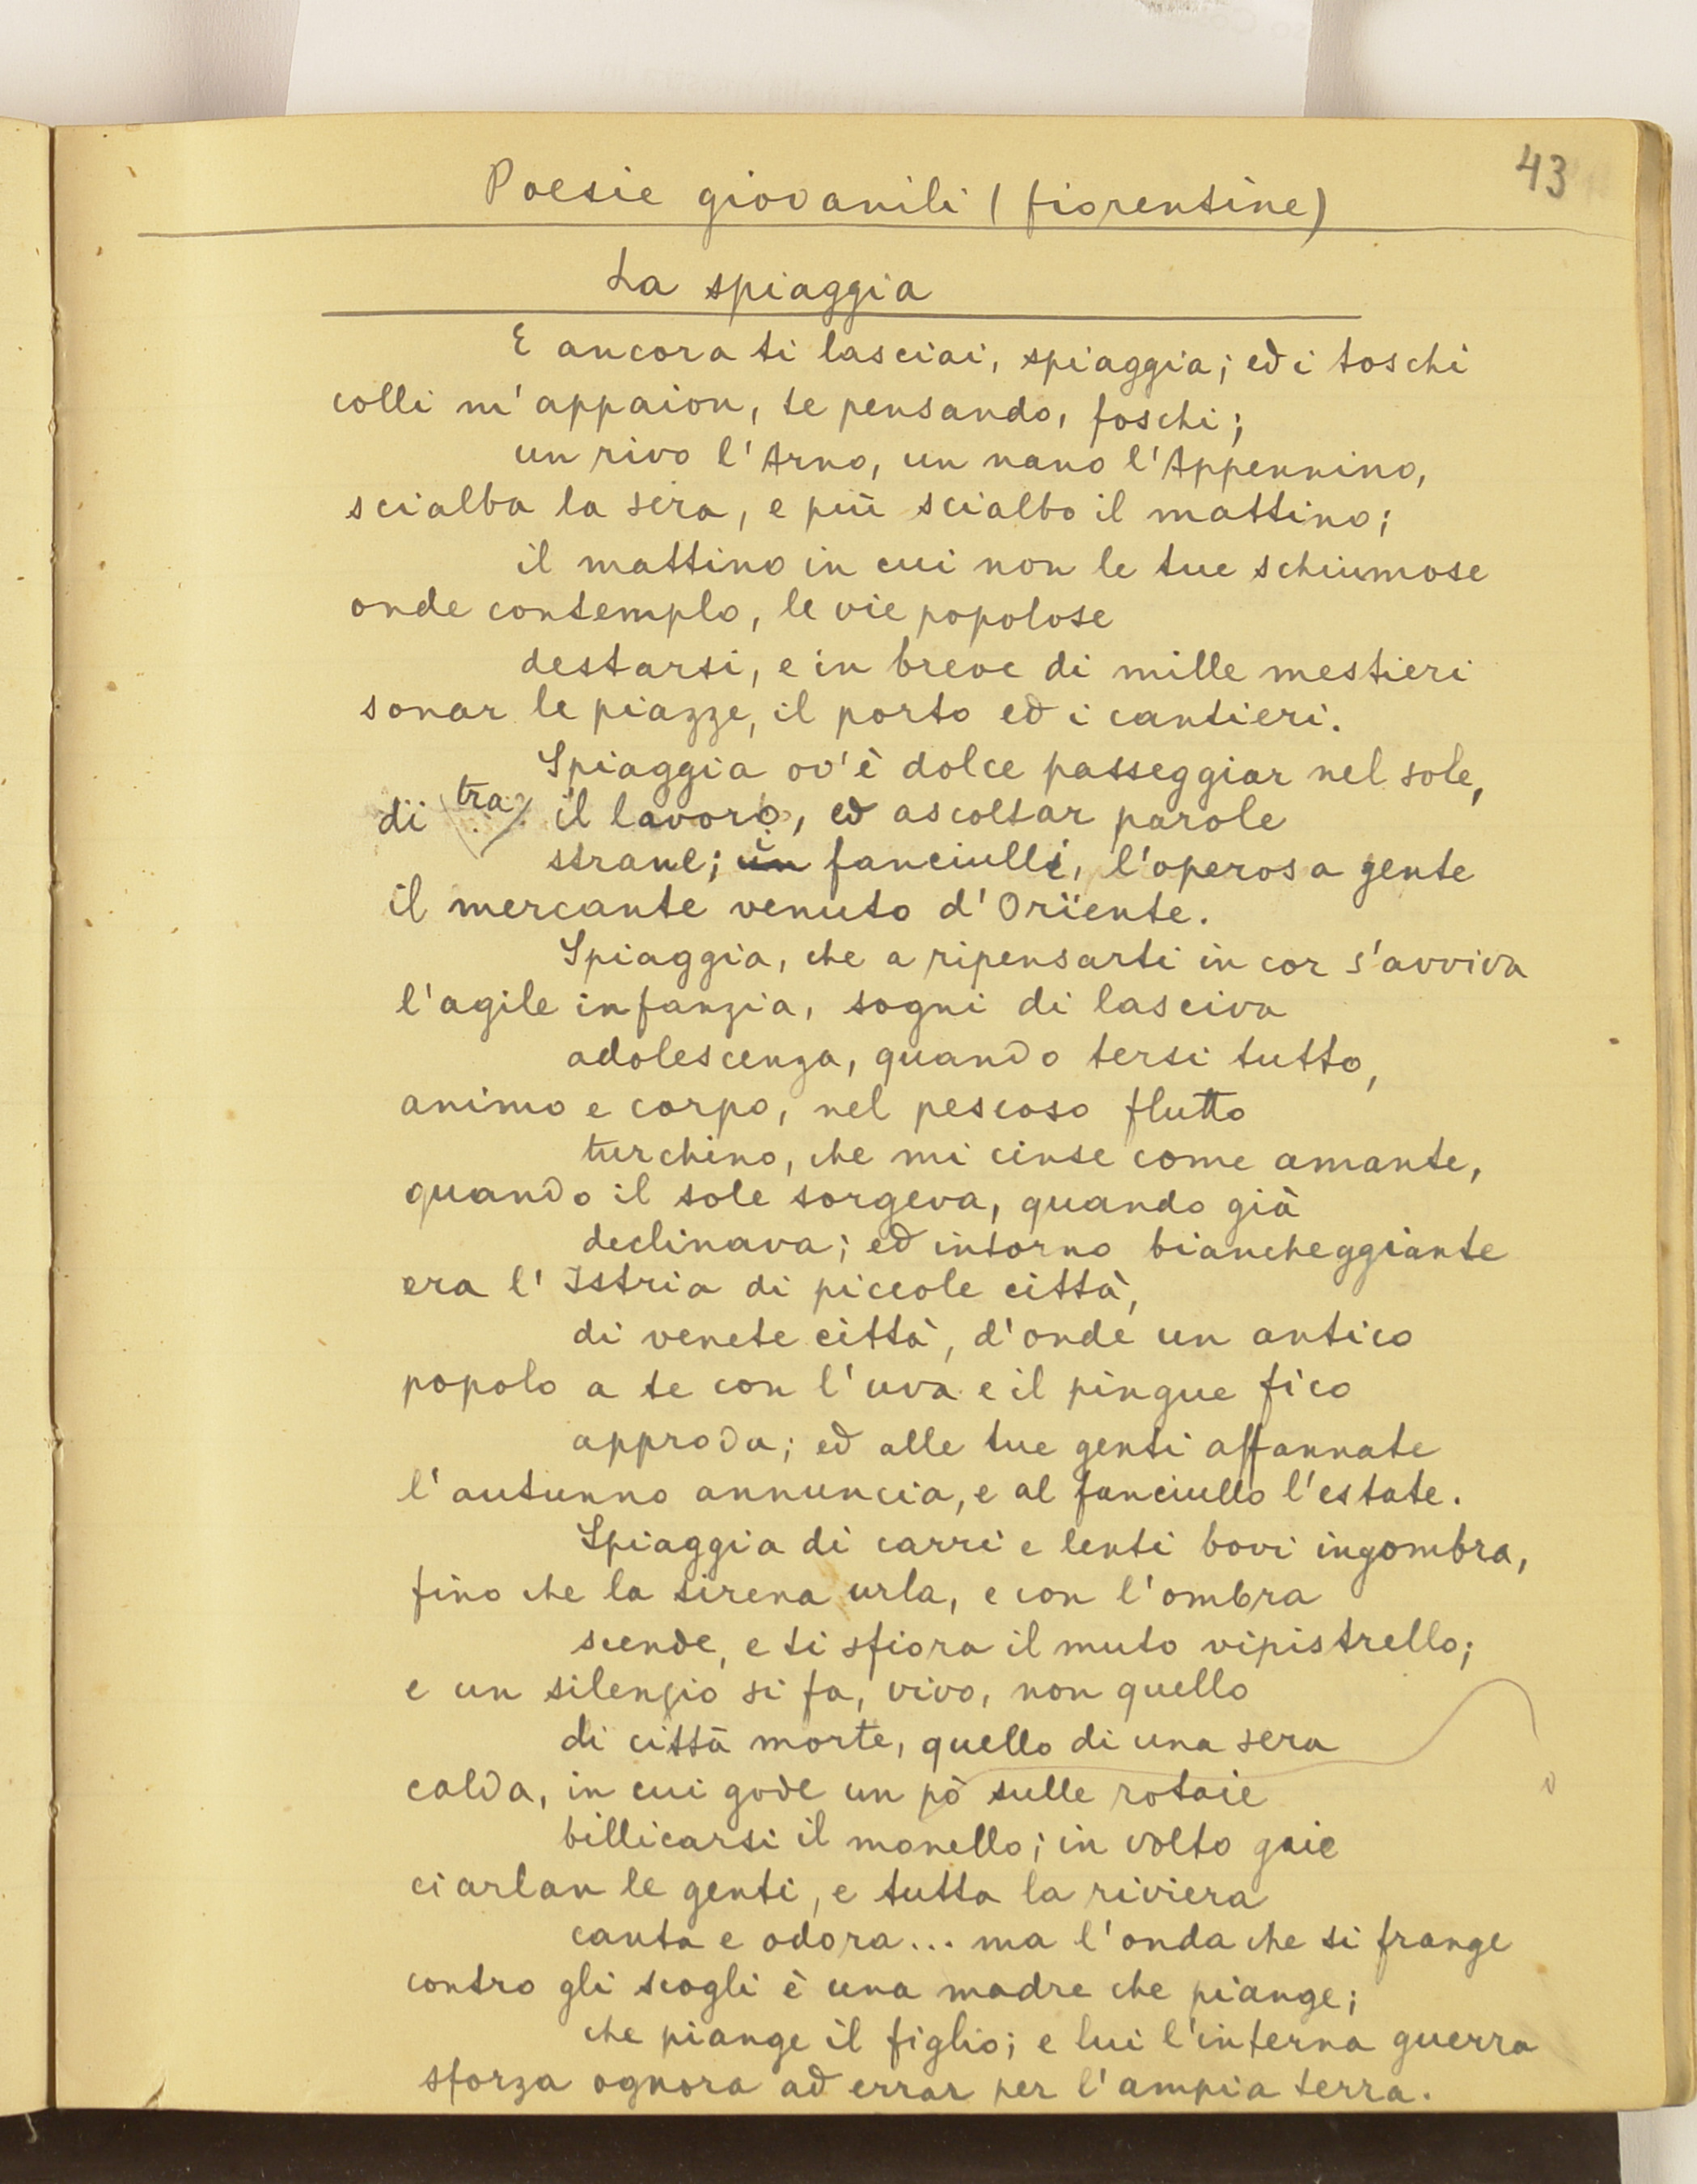 43
Poesie giovanili (fiorentine)
La spiaggia
E ancora ti lasciai, spiaggia; ed i toschi
colli m'appaion, te pensando, foschi;
un rivo l'Arno, un nano l'Appennino,
scialba la sera, e più scialbo il mattino;
il mattino in cui non le tue schiumose
onde contemplo, le vie popolose
destarsi, e in breve di mille mestieri
sonar le piazze, il porto ed i cantieri.
Spiaggia ov'è dolce passeggiar nel sole,
di tra il lavoro, ed ascoltar parole
strane; in fanciulli, l'operosa gente
il mercante venuto d'Orïente.
Spiaggia, che a ripensarti in cor s'avviva
l'agile infanzia, sogni di lasciva
adolescenza, quando tersi tutto,
animo e corpo, nel pescoso flutto
turchino, che mi cinse come amante,
quando il sole sorgeva, quando già
declinava; ed intorno biancheggiante
era l'Istria di piccole città,
di venete città, d'onde un antico
popolo a te con l'uva e il pingue fico
approda; ed alle tue genti affannate
l'autunno annuncia, e al fanciullo l'estate.
Spiaggia di carri e lenti bovi ingombra,
fino che la sirena urla, e con l'ombra
scende, e ti sfiora il muto vipistrello;
e un silenzio si fa, vivo, non quello
di città morte, quello di una sera
calda, in cui gode un pò sulle rotaie
billicarsi il monello; in volto gaie
ciarlan le genti, e tutta la riviera
canta e odora... ma l'onda che si frange
contro gli scogli è una madre che piange;
che piange il figlio; e lui l'interna guerra
sforza ognora ad errar per l'ampia terra.